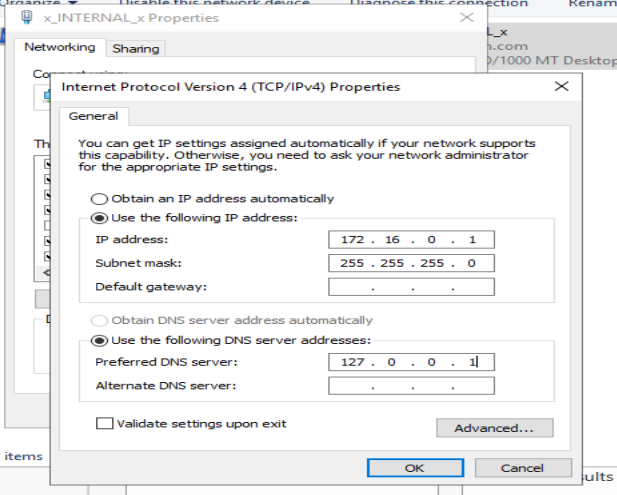 Organize Disable this network device Diagnose this connection Renam
x_INTERNAL_x Properties
L_x
n.com
0/1000 MT Desktop
Networking Sharing
Internet Protocol Version 4 (TCP/IPv4) Properties
General
Th
You can get IP settings assigned automatically if your network supports
this capability. Otherwise, you need to ask your network administrator
for the appropriate IP settings.
Obtain an IP address automatically
Use the following IP address:
IP address: 172 . 16 . 0 . 1
Subnet mask: 255 . 255 . 255 . 0
Default gateway: . . .
Obtain DNS server address automatically
Use the following DNS server addresses:
Preferred DNS server: 127 . 0 . 0 . 1
Alternate DNS server: . . .
Validate settings upon exit
Advanced...
items
OK Cancel
sults